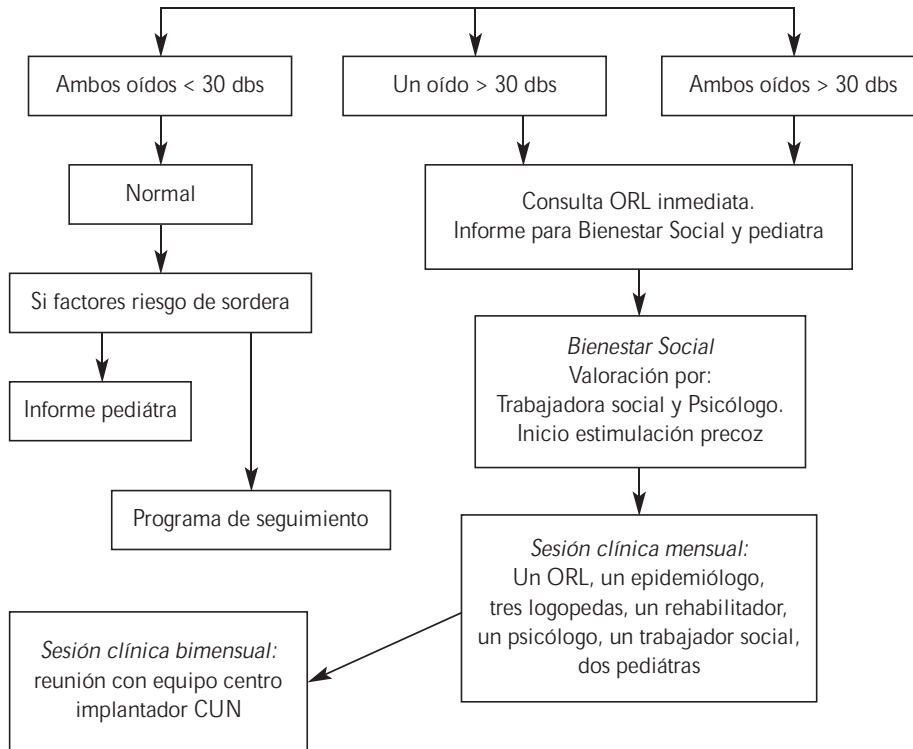 Ambos oídos < 30 dbs
Un oído > 30 dbs
Ambos oídos > 30 dbs
Normal
Consulta ORL inmediata.
Informe para Bienestar Social y pediatra
Si factores riesgo de sordera
Bienestar Social
Valoración por:
Trabajadora social y Psicólogo.
Inicio estimulación precoz
Informe pediátra
Programa de seguimiento
Sesión clínica mensual:
Un ORL, un epidemiólogo,
tres logopedas, un rehabilitador,
un psicólogo, un trabajador social,
dos pediátras
Sesión clínica bimensual:
reunión con equipo centro
implantador CUN